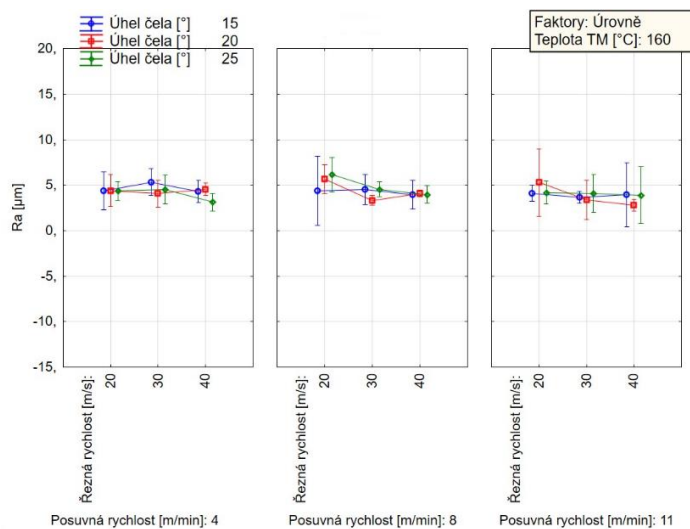 Úhel čela [°] 15
Úhel čela [°] 20
Úhel čela [°] 25
Faktory: Úrovně
Teplota TM [°C]: 160
Ra [µm]
20,
15,
10,
5,
0,
-5,
-10,
-15,
Řezná rychlost [m/s]:
20
30
40
Řezná rychlost [m/s]:
20
30
40
Řezná rychlost [m/s]:
20
30
40
Posuvná rychlost [m/min]: 4
Posuvná rychlost [m/min]: 8
Posuvná rychlost [m/min]: 11